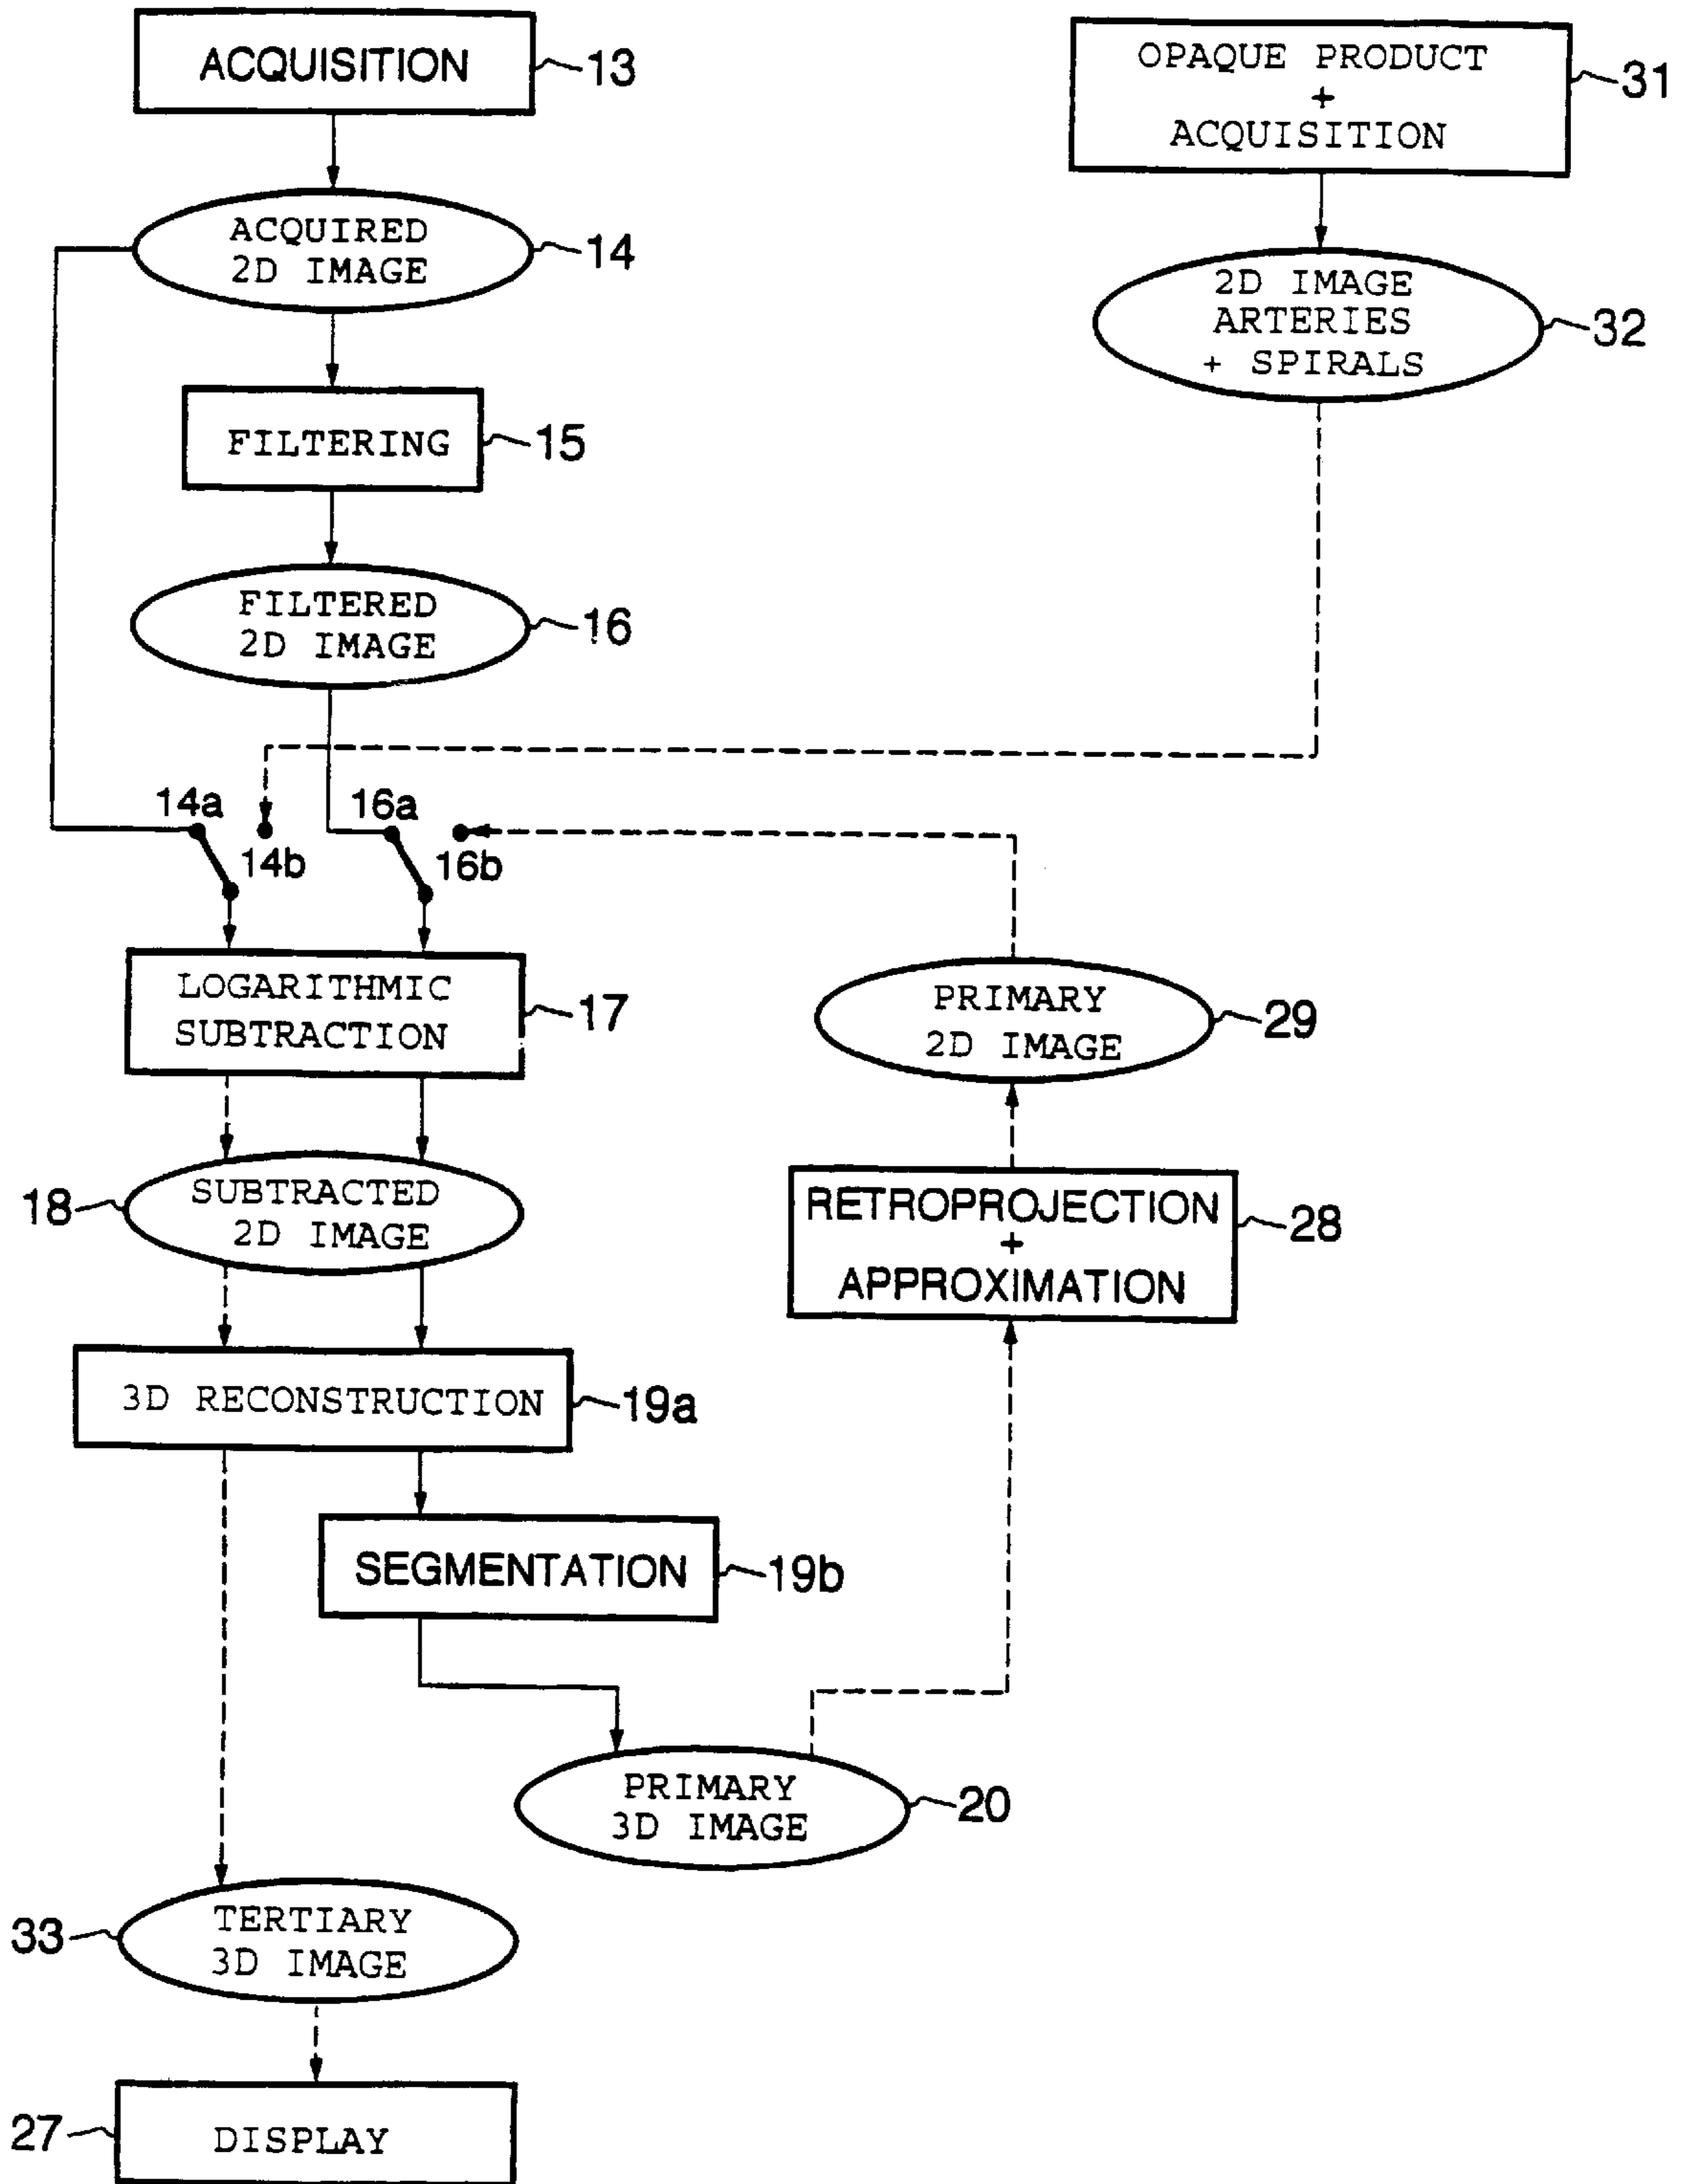 ACQUISITION
13
ACQUIRED
2D IMAGE
14
FILTERING
15
FILTERED
2D IMAGE
16
OPAQUE PRODUCT
+
ACQUISITION
31
2D IMAGE
ARTERIES
+ SPIRALS
32
14a
14b
16a
16b
LOGARITHMIC
SUBTRACTION
17
SUBTRACTED
2D IMAGE
18
3D RECONSTRUCTION
19a
SEGMENTATION
19b
PRIMARY
3D IMAGE
20
RETROPROJECTION
+
APPROXIMATION
28
PRIMARY
2D IMAGE
29
TERTIARY
3D IMAGE
33
DISPLAY
27